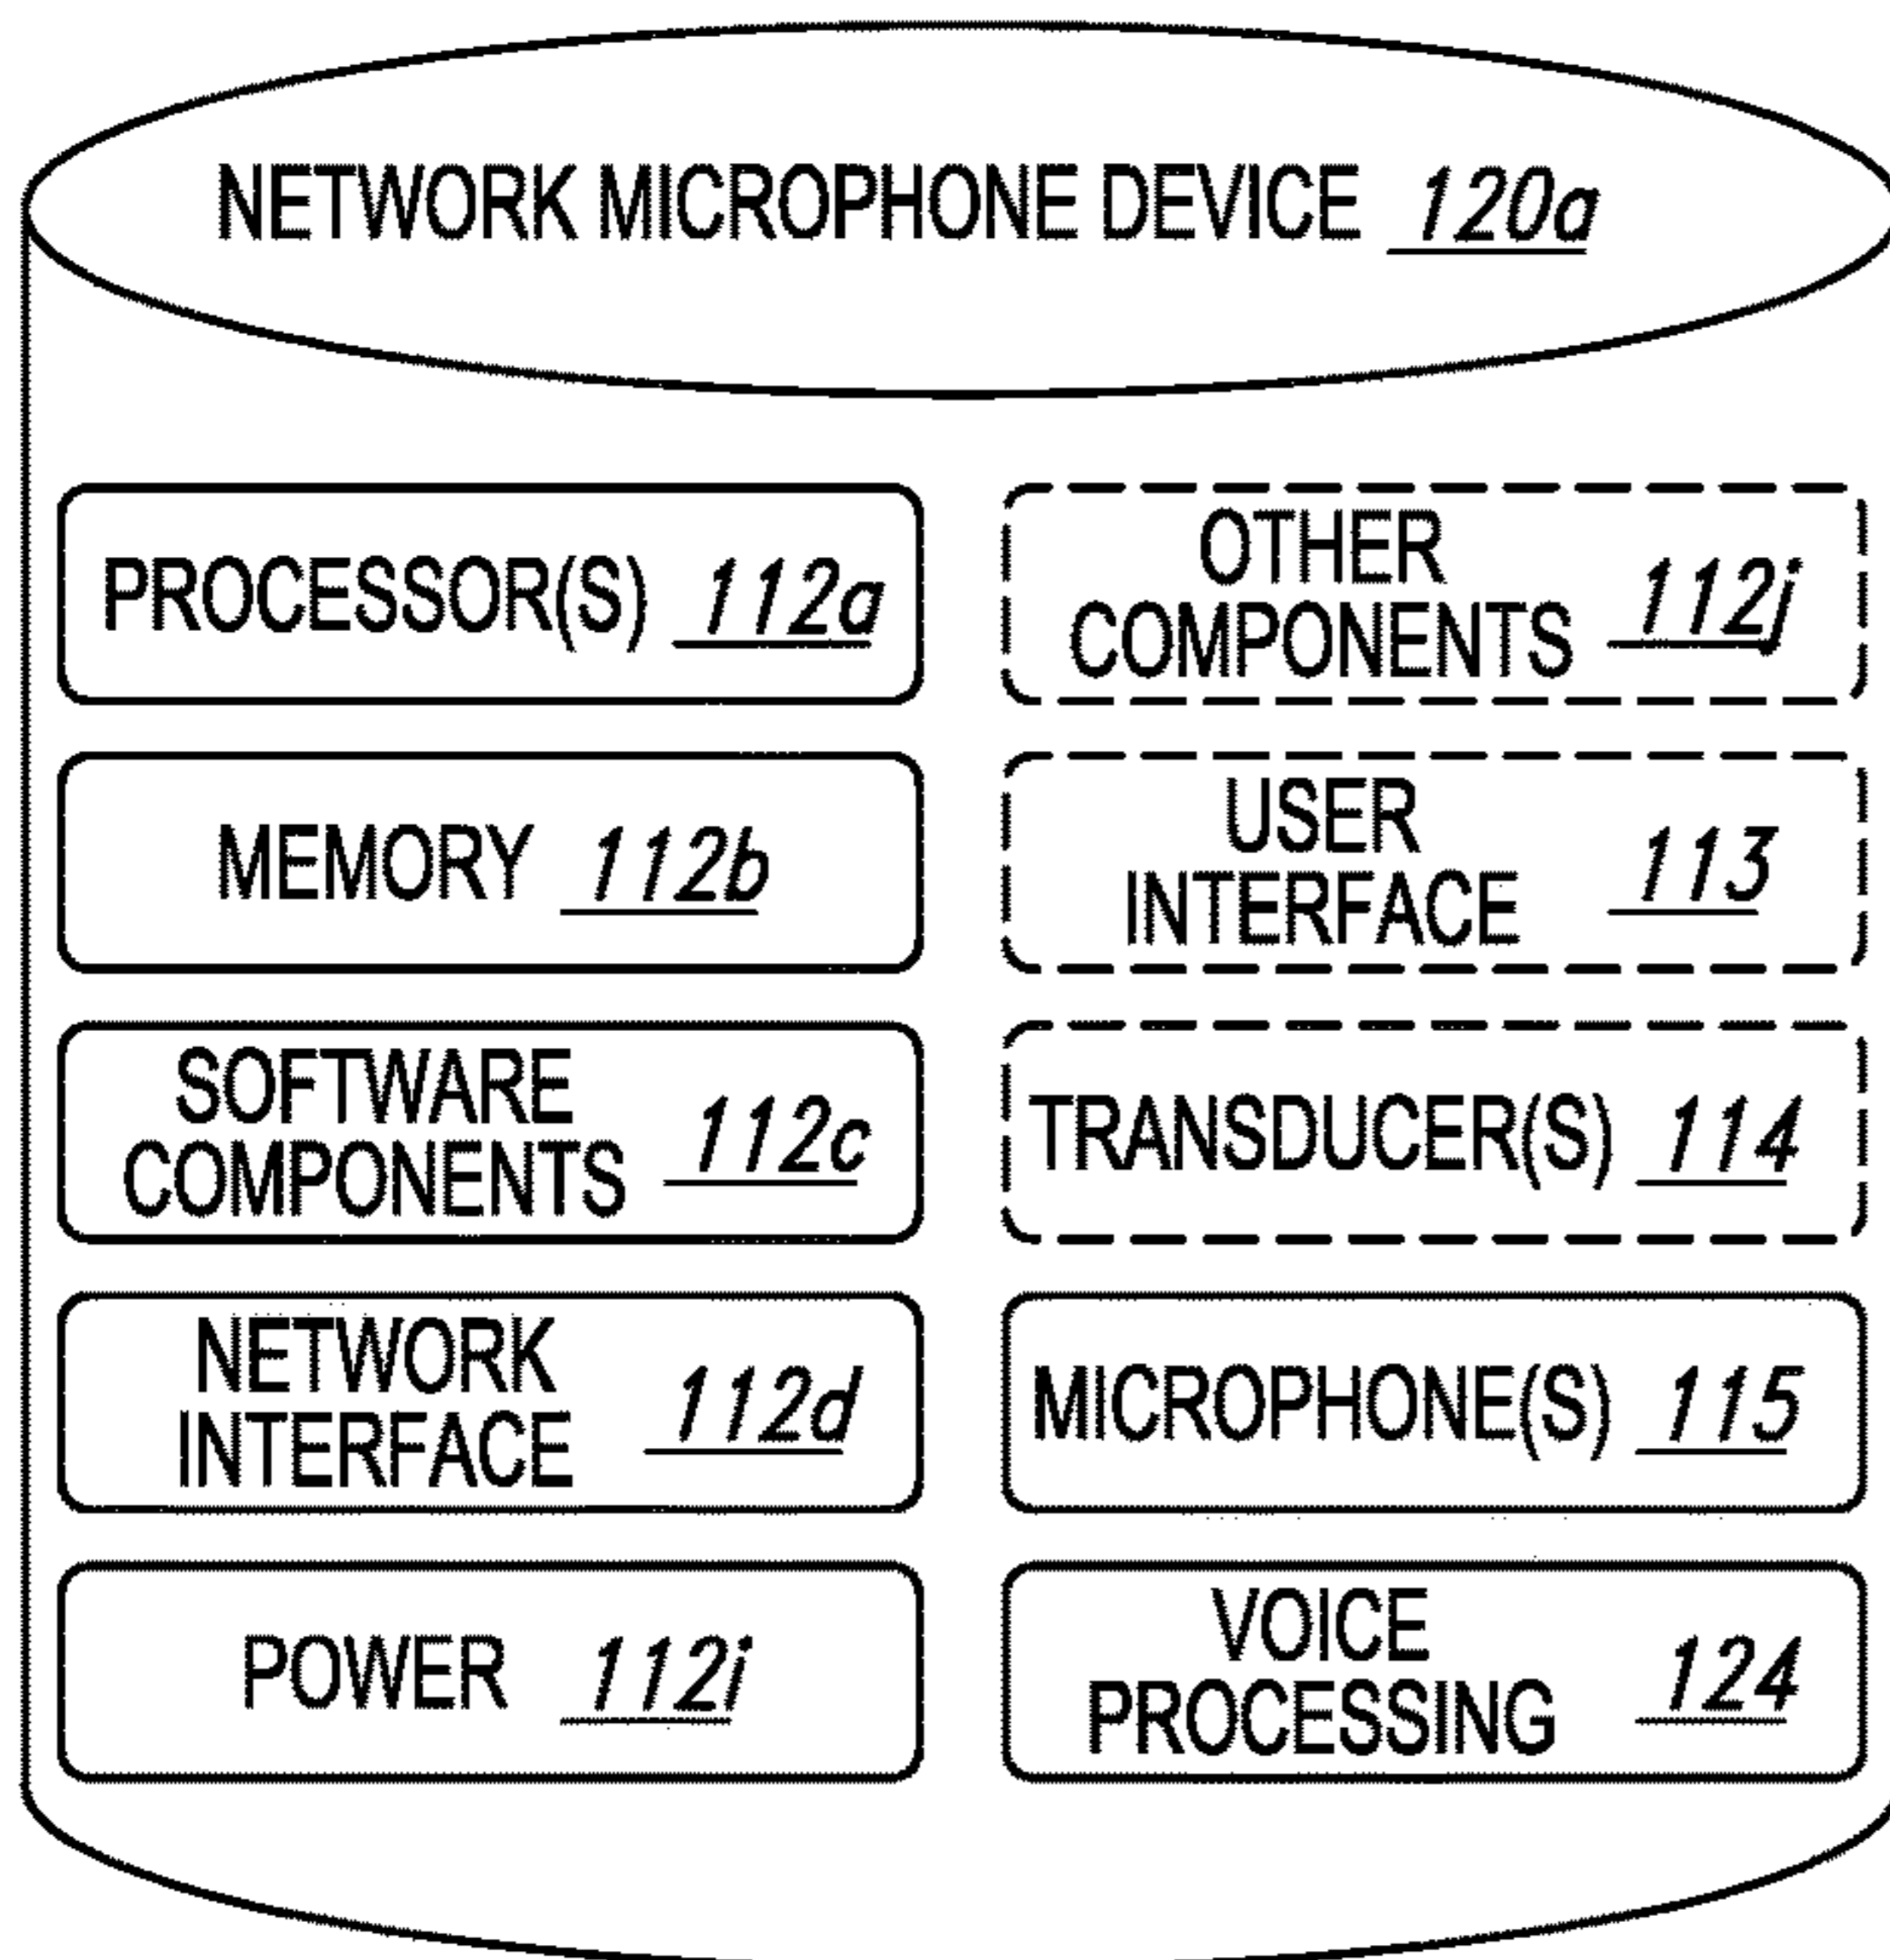 NETWORK MICROPHONE DEVICE 120a
PROCESSOR(S) 112a
MEMORY 112b
SOFTWARE
COMPONENTS 112c
NETWORK
INTERFACE 112d
POWER 112i
OTHER
COMPONENTS 112j
USER
INTERFACE 113
TRANSDUCER(S) 114
MICROPHONE(S) 115
VOICE
PROCESSING 124